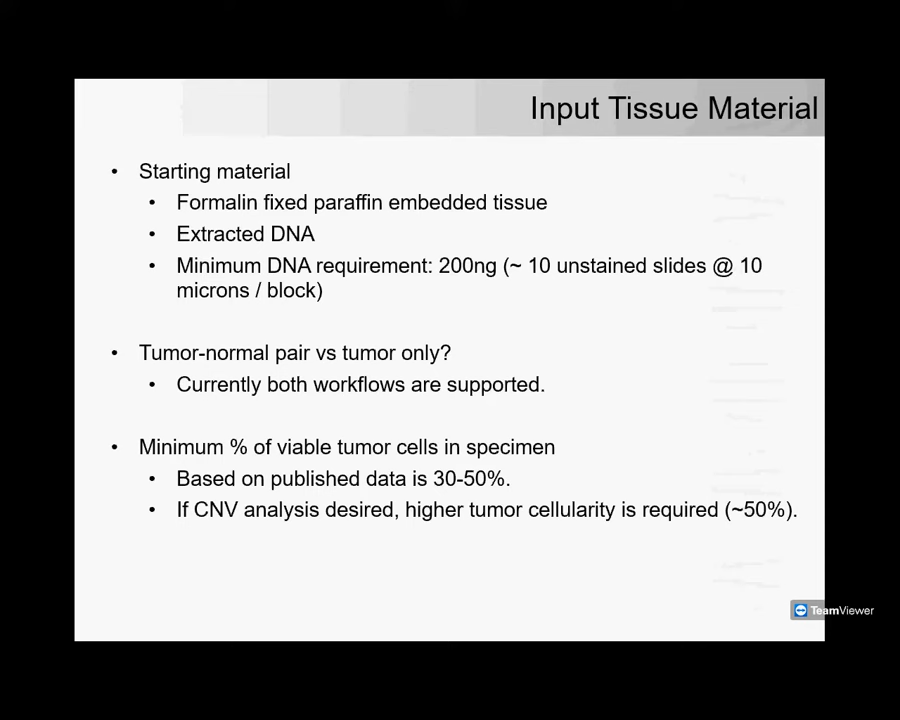 Input Tissue Material
• Starting material
• Formalin fixed paraffin embedded tissue
• Extracted DNA
• Minimum DNA requirement: 200ng (~ 10 unstained slides @ 10
microns / block)
• Tumor-normal pair vs tumor only?
• Currently both workflows are supported.
• Minimum % of viable tumor cells in specimen
• Based on published data is 30-50%.
• If CNV analysis desired, higher tumor cellularity is required (~50%).
TeamViewer